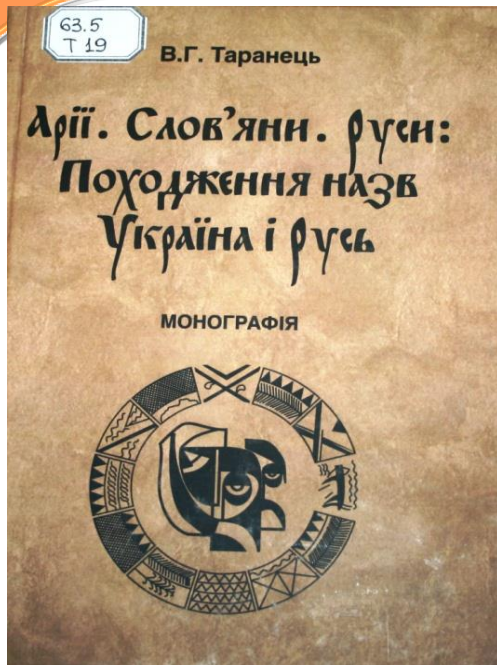 63.5
Т 19
В.Г. Таранець
Арії. Слов'яни. Руси:
Походження назв
Україна і Русь
МОНОГРАФІЯ